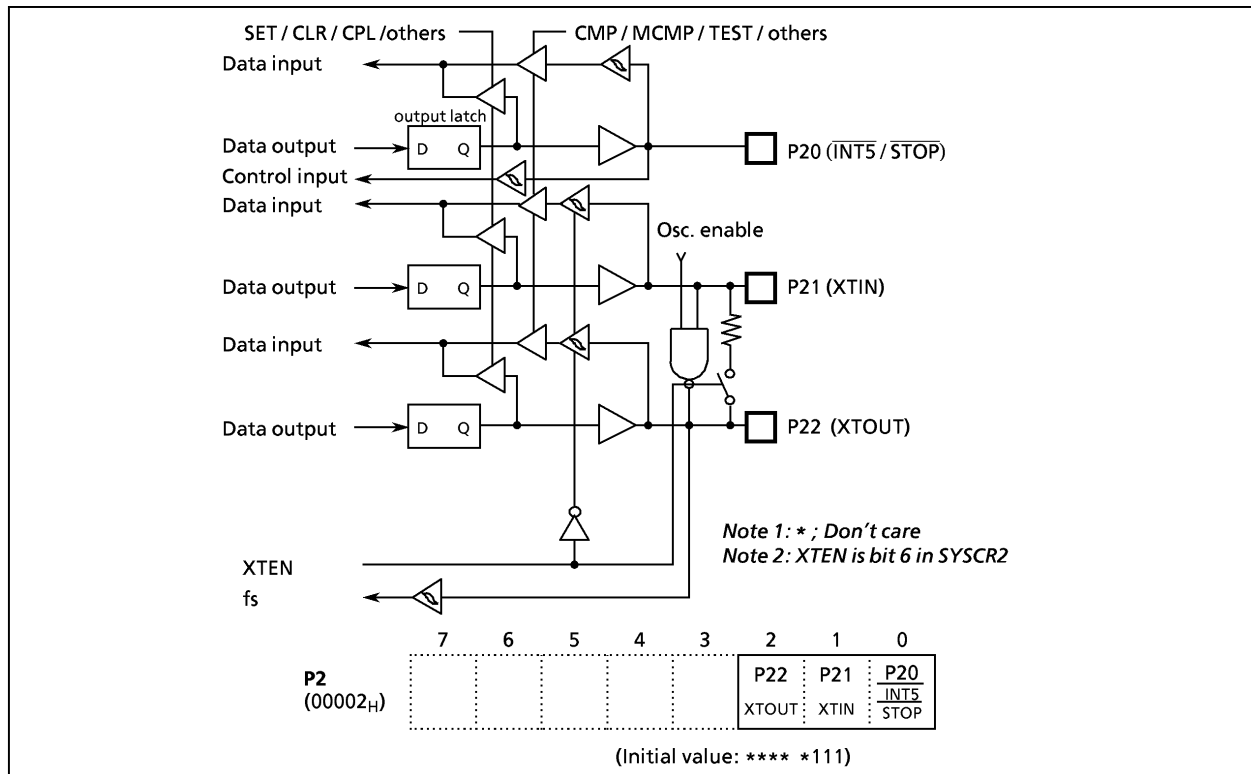 SET / CLR / CPL /others
CMP / MCMP / TEST / others
Data input
output latch
Data output
D Q
P20 (INT5 / STOP)
Control input
Data input
Osc. enable
Data output
D Q
P21 (XTIN)
Data input
Data output
D Q
P22 (XTOUT)
Note 1: * ; Don't care
Note 2: XTEN is bit 6 in SYSCR2
XTEN
fs
7 6 5 4 3 2 1 0
P2
(00002H)
P22 P21 P20
XTOUT XTIN INT5
STOP
(Initial value: **** *111)